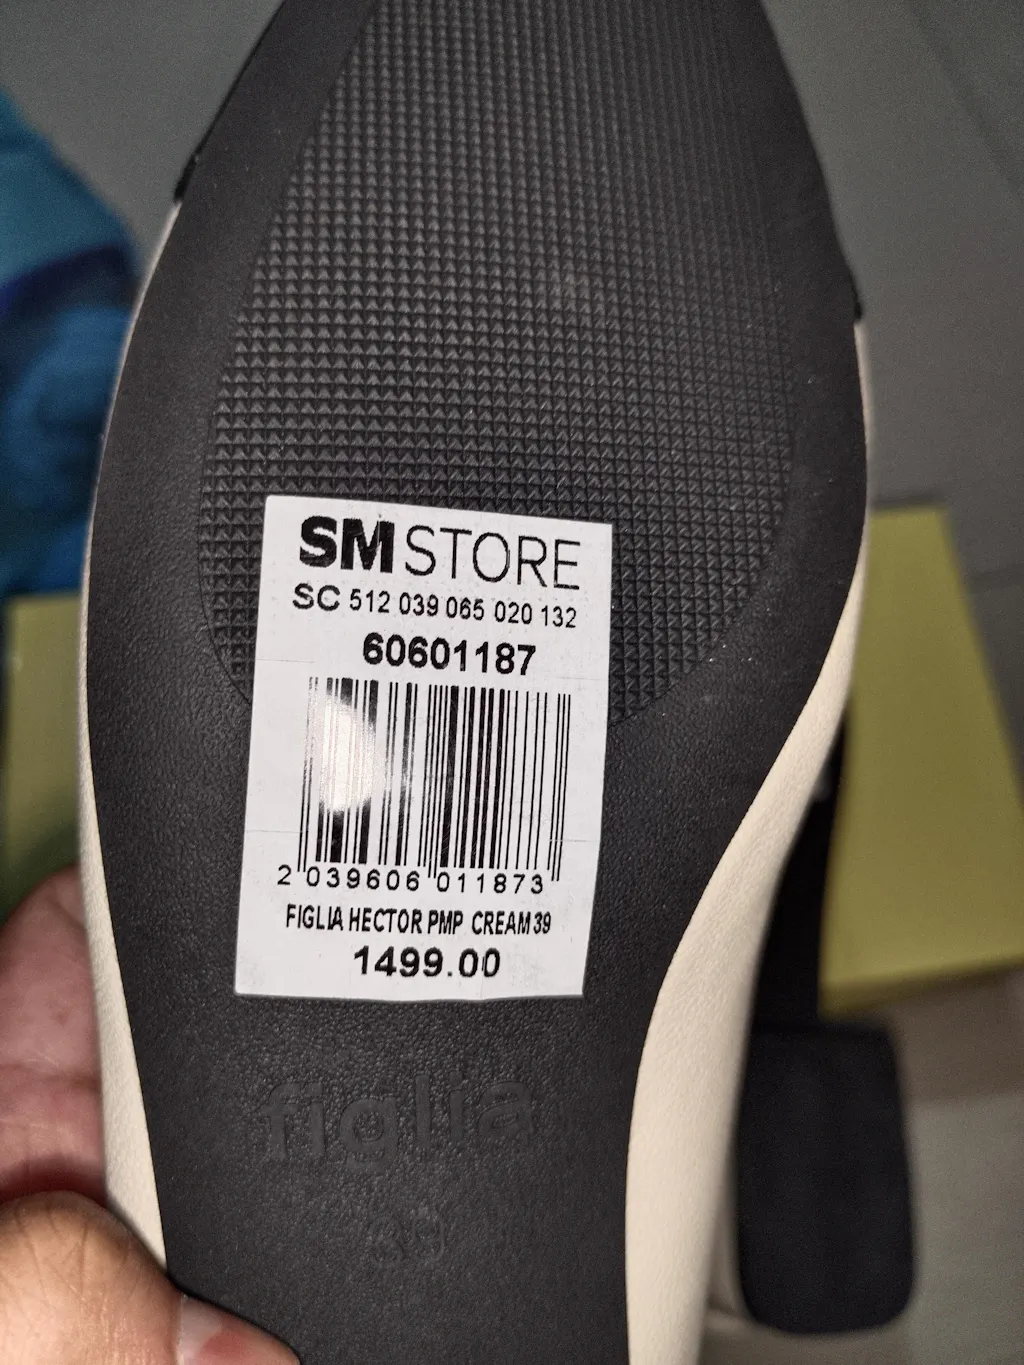 SM STORE
SC 512 039 065 020 132
60601187
2 039606 011873
FIGLIA HECTOR PMP CREAM 39
1499.00
figlia
39